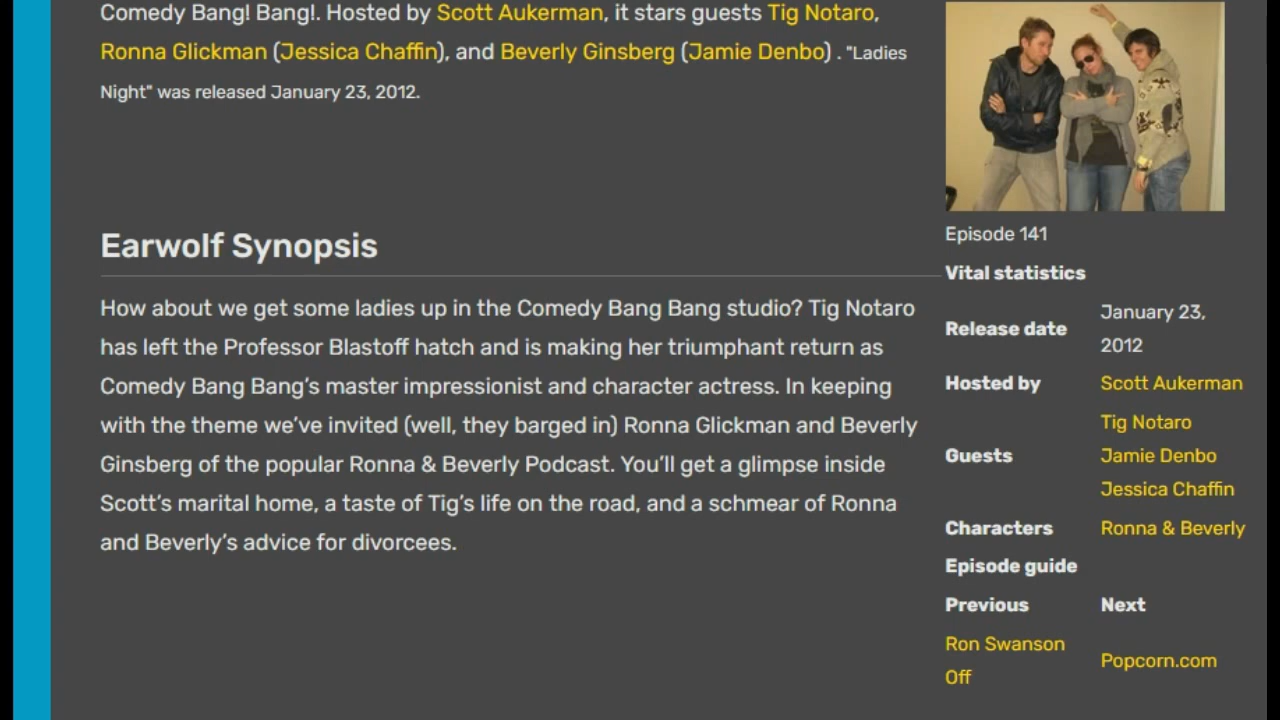 Comedy Bang! Bang!. Hosted by Scott Aukerman, it stars guests Tig Notaro,
Ronna Glickman (Jessica Chaffin), and Beverly Ginsberg (Jamie Denbo) . "Ladies
Night" was released January 23, 2012.
Earwolf Synopsis
How about we get some ladies up in the Comedy Bang Bang studio? Tig Notaro
has left the Professor Blastoff hatch and is making her triumphant return as
Comedy Bang Bang’s master impressionist and character actress. In keeping
with the theme we’ve invited (well, they barged in) Ronna Glickman and Beverly
Ginsberg of the popular Ronna & Beverly Podcast. You’ll get a glimpse inside
Scott’s marital home, a taste of Tig’s life on the road, and a schmear of Ronna
and Beverly’s advice for divorcees.
Episode 141
Vital statistics
Release date January 23,
2012
Hosted by Scott Aukerman
Tig Notaro
Guests Jamie Denbo
Jessica Chaffin
Characters Ronna & Beverly
Episode guide
Previous Next
Ron Swanson
Off Popcorn.com